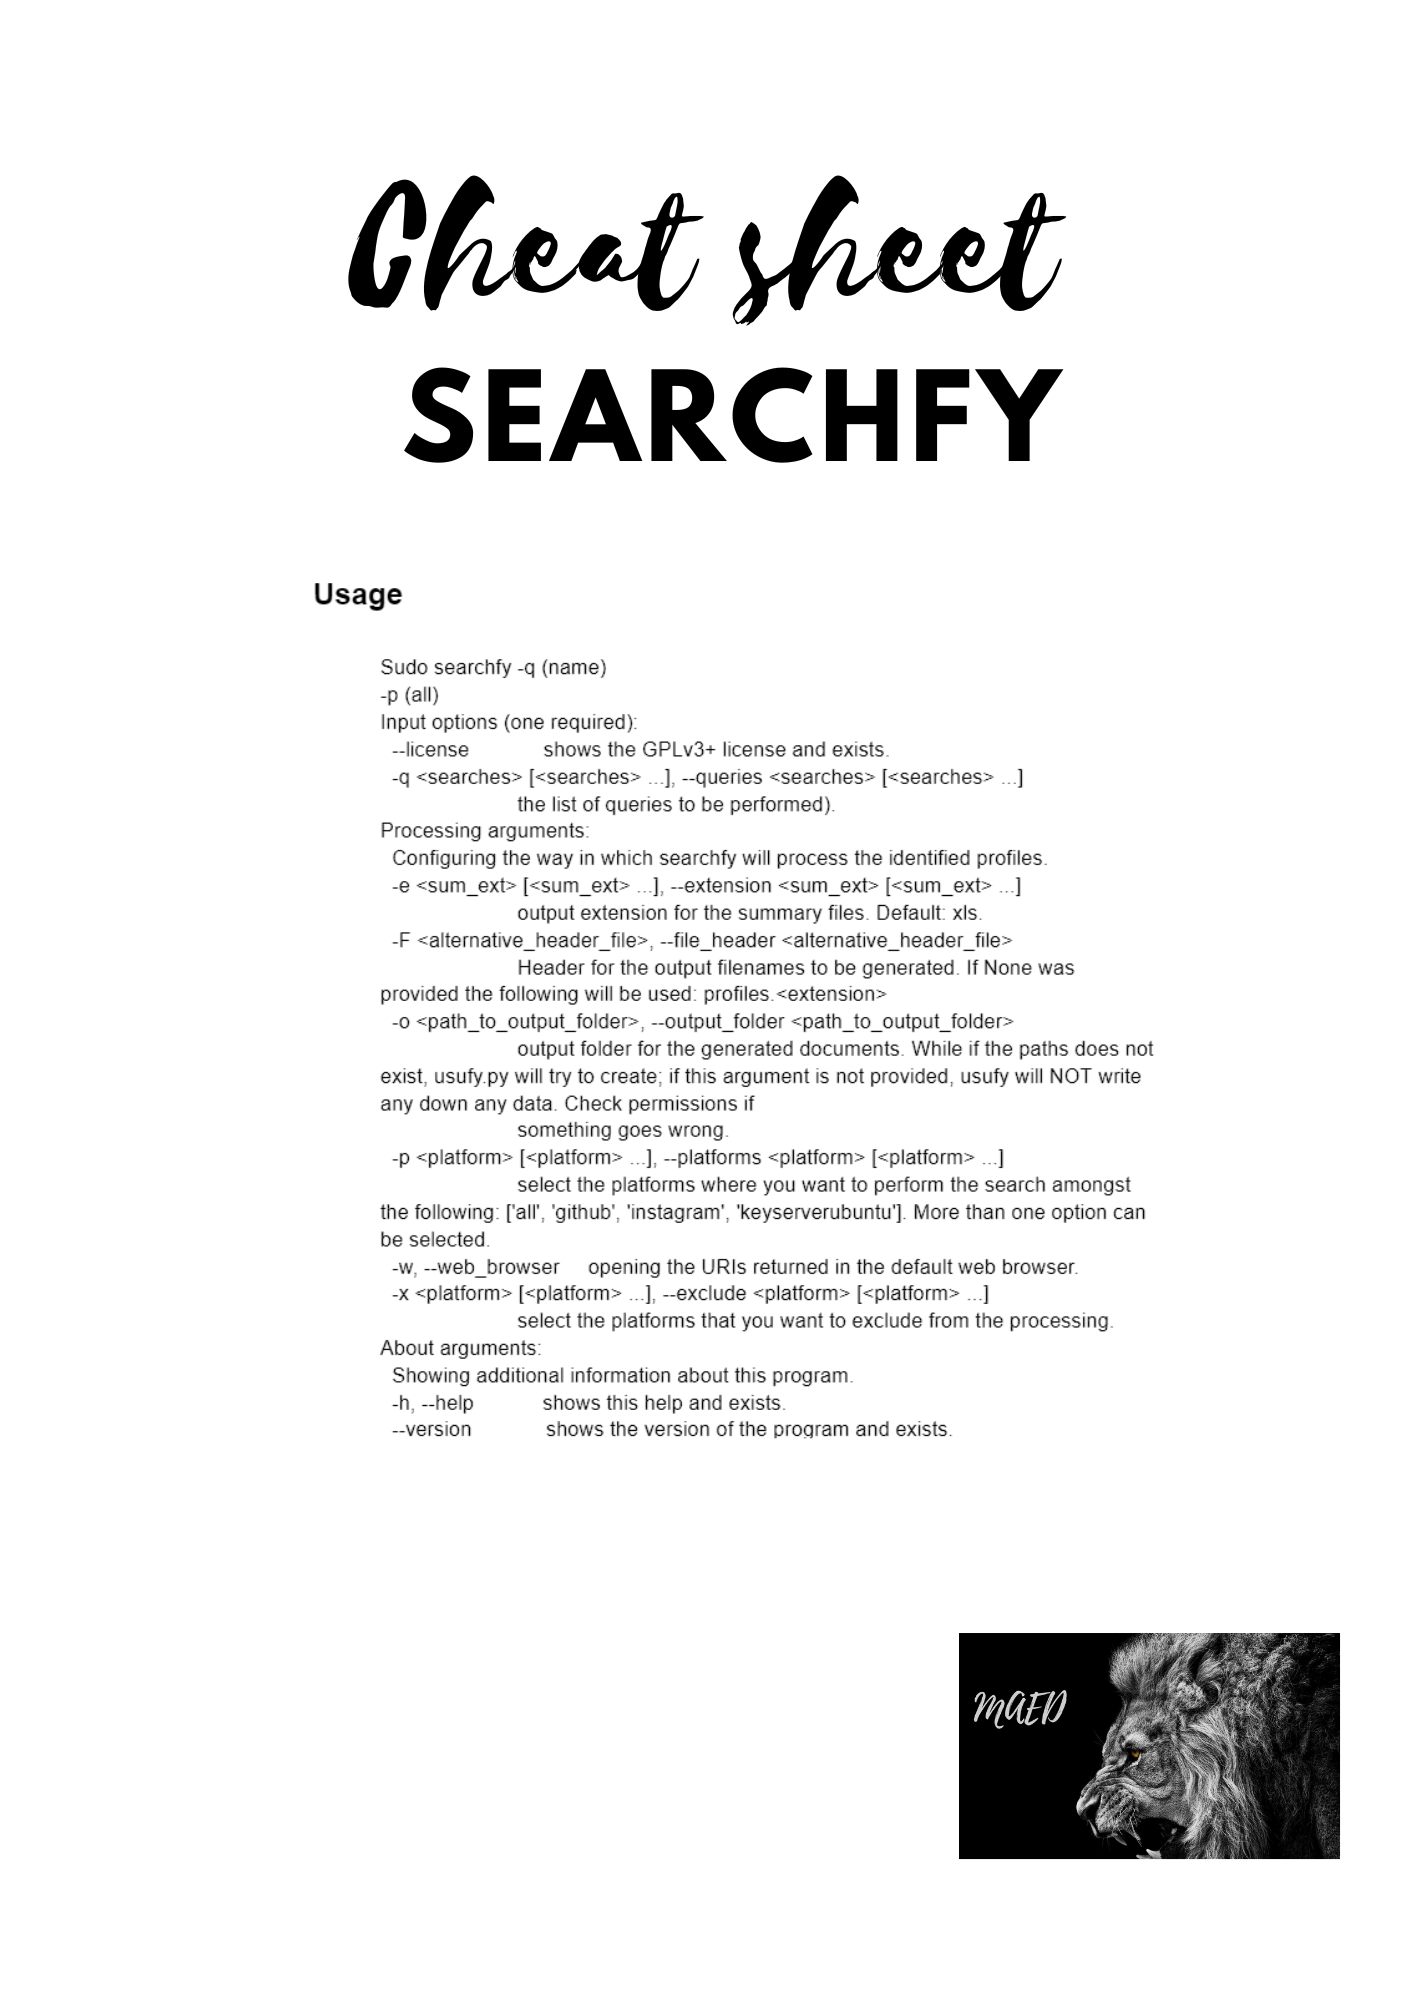 Cheat sheet
SEARCHFY
Usage
Sudo searchfy -q (name)
-p (all)
Input options (one required):
--license shows the GPLv3+ license and exists.
-q <searches> [<searches> ...], --queries <searches> [<searches> ...]
the list of queries to be performed).
Processing arguments:
Configuring the way in which searchfy will process the identified profiles.
-e <sum_ext> [<sum_ext> ...], --extension <sum_ext> [<sum_ext> ...]
output extension for the summary files. Default: xls.
-F <alternative_header_file>, --file_header <alternative_header_file>
Header for the output filenames to be generated. If None was
provided the following will be used: profiles.<extension>
-o <path_to_output_folder>, --output_folder <path_to_output_folder>
output folder for the generated documents. While if the paths does not
exist, usufy.py will try to create; if this argument is not provided, usufy will NOT write
any down any data. Check permissions if
something goes wrong.
-p <platform> [<platform> ...], --platforms <platform> [<platform> ...]
select the platforms where you want to perform the search amongst
the following: ['all', 'github', 'instagram', 'keyserverubuntu']. More than one option can
be selected.
-w, --web_browser opening the URIs returned in the default web browser.
-x <platform> [<platform> ...], --exclude <platform> [<platform> ...]
select the platforms that you want to exclude from the processing.
About arguments:
Showing additional information about this program.
-h, --help shows this help and exists.
--version shows the version of the program and exists.
MAED